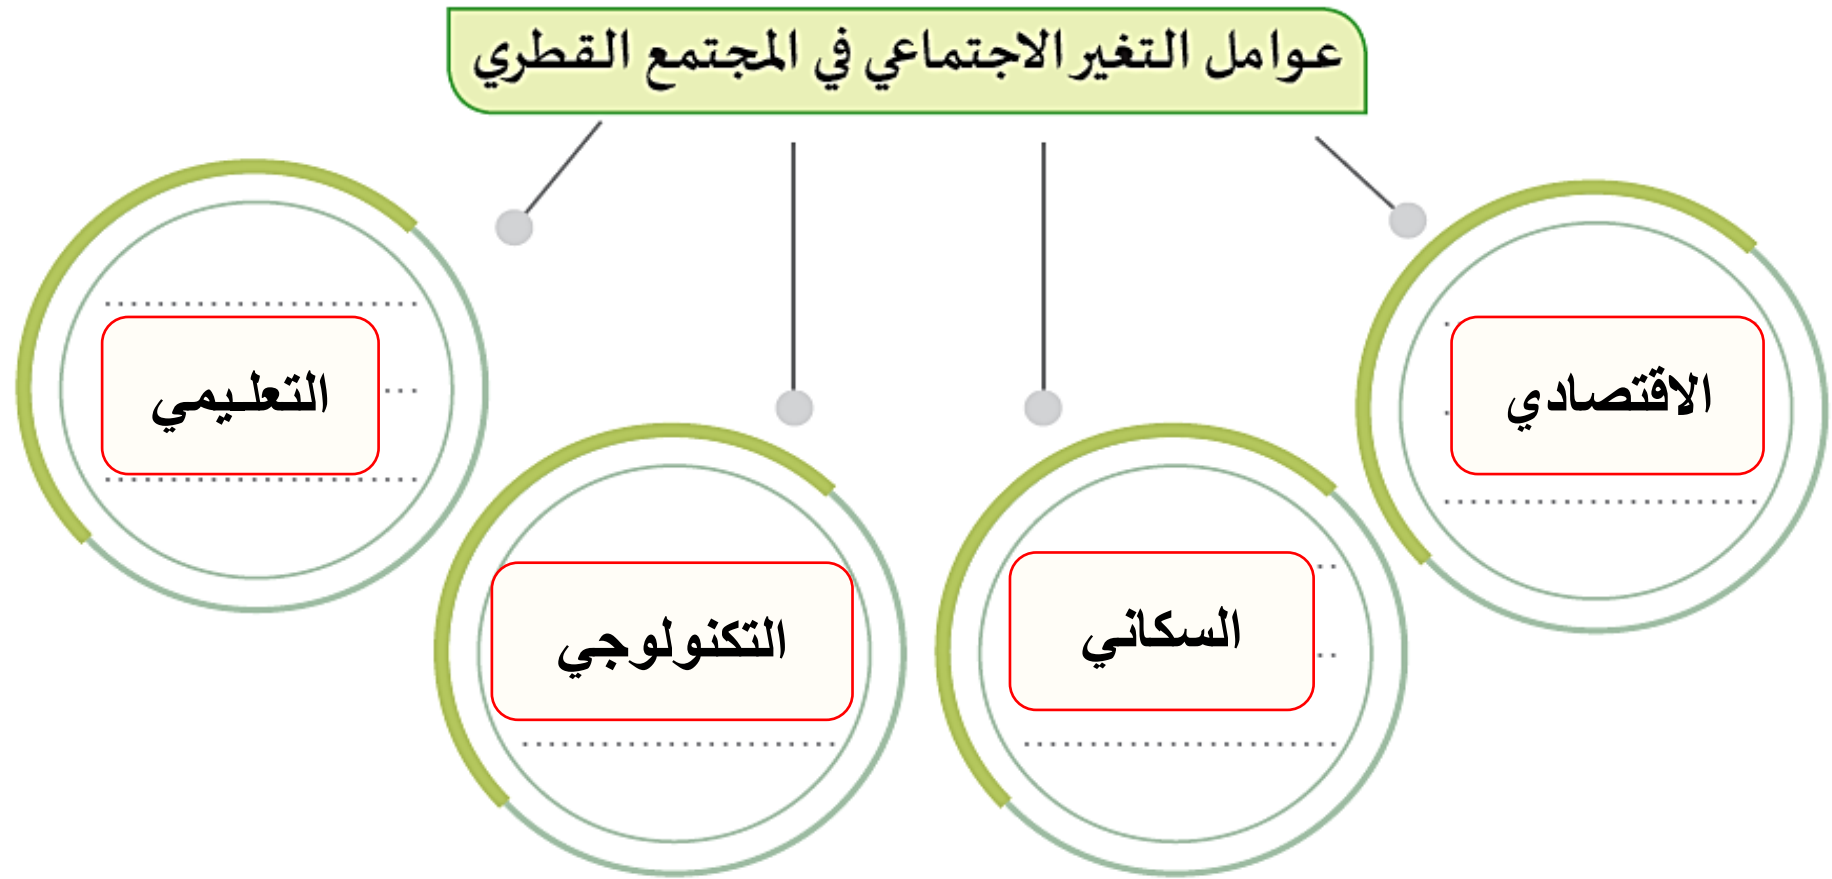 عوامل التغير الاجتماعي في المجتمع القطري
الاقتصادي
السكاني
التكنولوجي
التعليمي